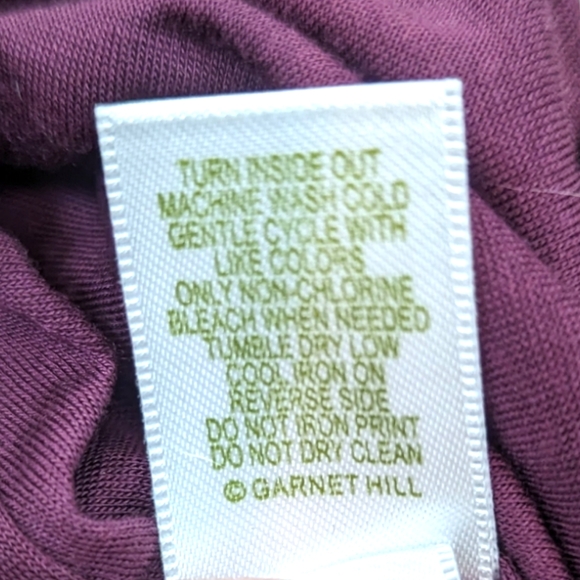 TURN INSIDE OUT
MACHINE WASH COLD
GENTLE CYCLE WITH
LIKE COLORS
ONLY NON-CHLORINE
BLEACH WHEN NEEDED
TUMBLE DRY LOW
COOL IRON ON
REVERSE SIDE
DO NOT IRON PRINT
DO NOT DRY CLEAN
© GARNET HILL